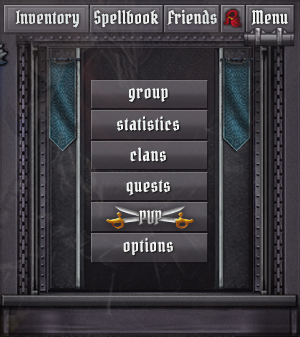 Inventory Spellbook Friends Menu
group
statistics
clans
quests
pvp
options